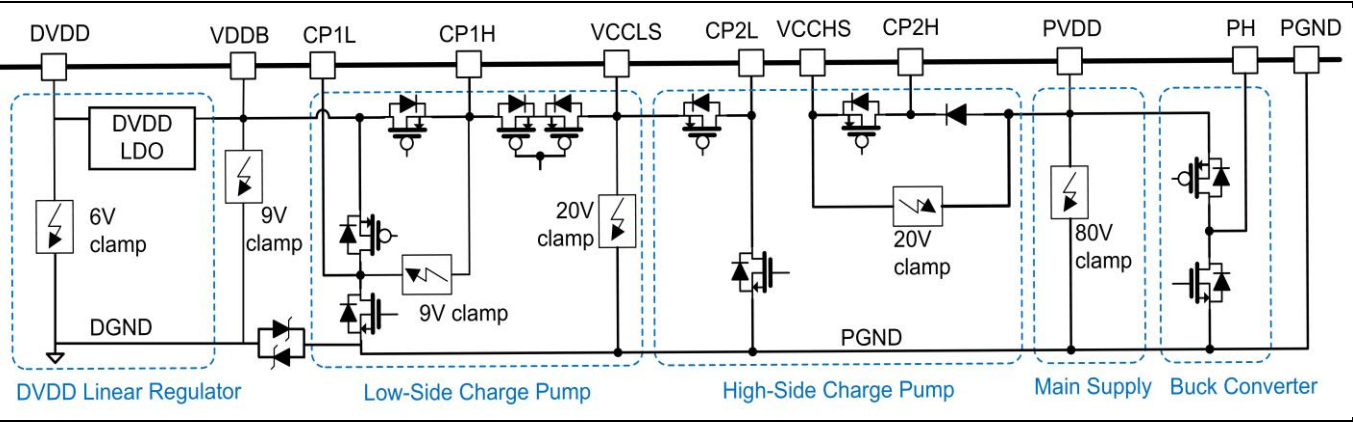 DVDD
VDDB
CP1L
CP1H
VCCLS
CP2L
VCCHS
CP2H
PVDD
PH
PGND
DVDD
LDO
6V
clamp
9V
clamp
9V clamp
20V
clamp
20V
clamp
80V
clamp
DGND
PGND
DVDD Linear Regulator
Low-Side Charge Pump
High-Side Charge Pump
Main Supply
Buck Converter